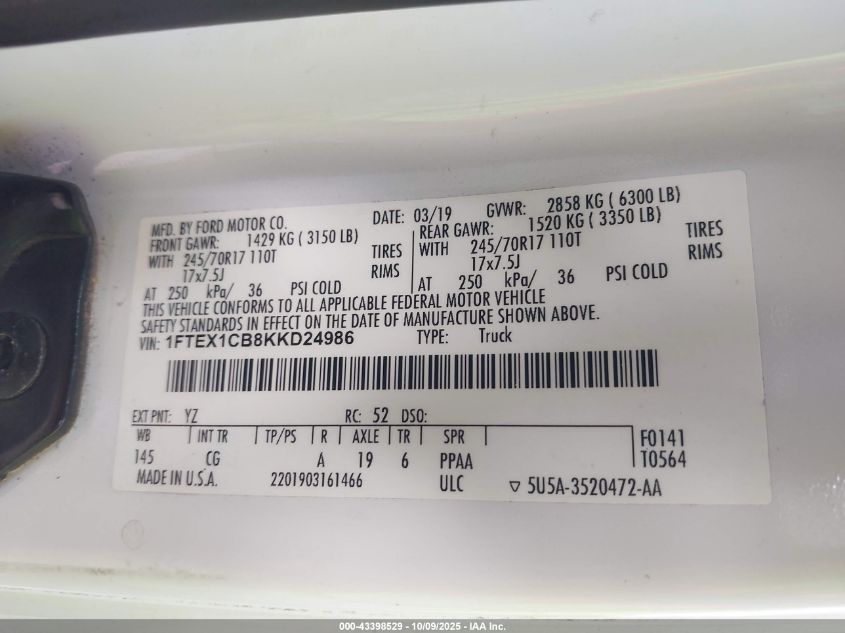 MFD. BY FORD MOTOR CO. DATE: 03/19 GVWR: 2858 KG ( 6300 LB)
FRONT GAWR: 1429 KG ( 3150 LB) REAR GAWR: 1520 KG ( 3350 LB)
WITH 245/70R17 110T TIRES WITH 245/70R17 110T TIRES
17x7.5J RIMS 17x7.5J RIMS
AT 250 kPa/ 36 PSI COLD AT 250 kPa/ 36 PSI COLD
THIS VEHICLE CONFORMS TO ALL APPLICABLE FEDERAL MOTOR VEHICLE
SAFETY STANDARDS IN EFFECT ON THE DATE OF MANUFACTURE SHOWN ABOVE.
VIN: 1FTEX1CB8KKD24986 TYPE: Truck
EXT PNT: YZ RC: 52 DSO:
WB INT TR TP/PS R AXLE TR SPR F0141
145 CG A 19 6 PPAA T0564
MADE IN U.S.A. 2201903161466 ULC ▽ 5U5A-3520472-AA
000-43398529 - 10/09/2025 - IAA Inc.